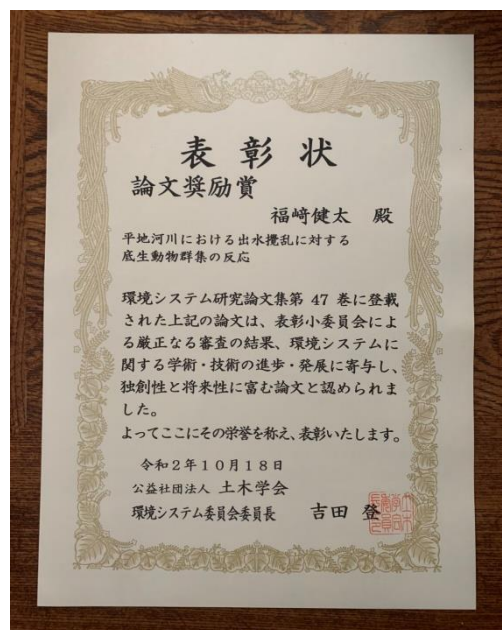 表彰状
論文奨励賞
福﨑健太 殿
平地河川における出水攪乱に対する
底生動物群集の反応
環境システム研究論文集第 47 巻に登載
された上記の論文は、表彰小委員会によ
る厳正なる審査の結果、環境システムに
関する学術・技術の進歩・発展に寄与し、
独創性と将来性に富む論文と認められま
した。
よってここにその栄誉を称え、表彰いたします。
令和２年１０月１８日
公益社団法人 土木学会
環境システム委員会委員長 吉田 登